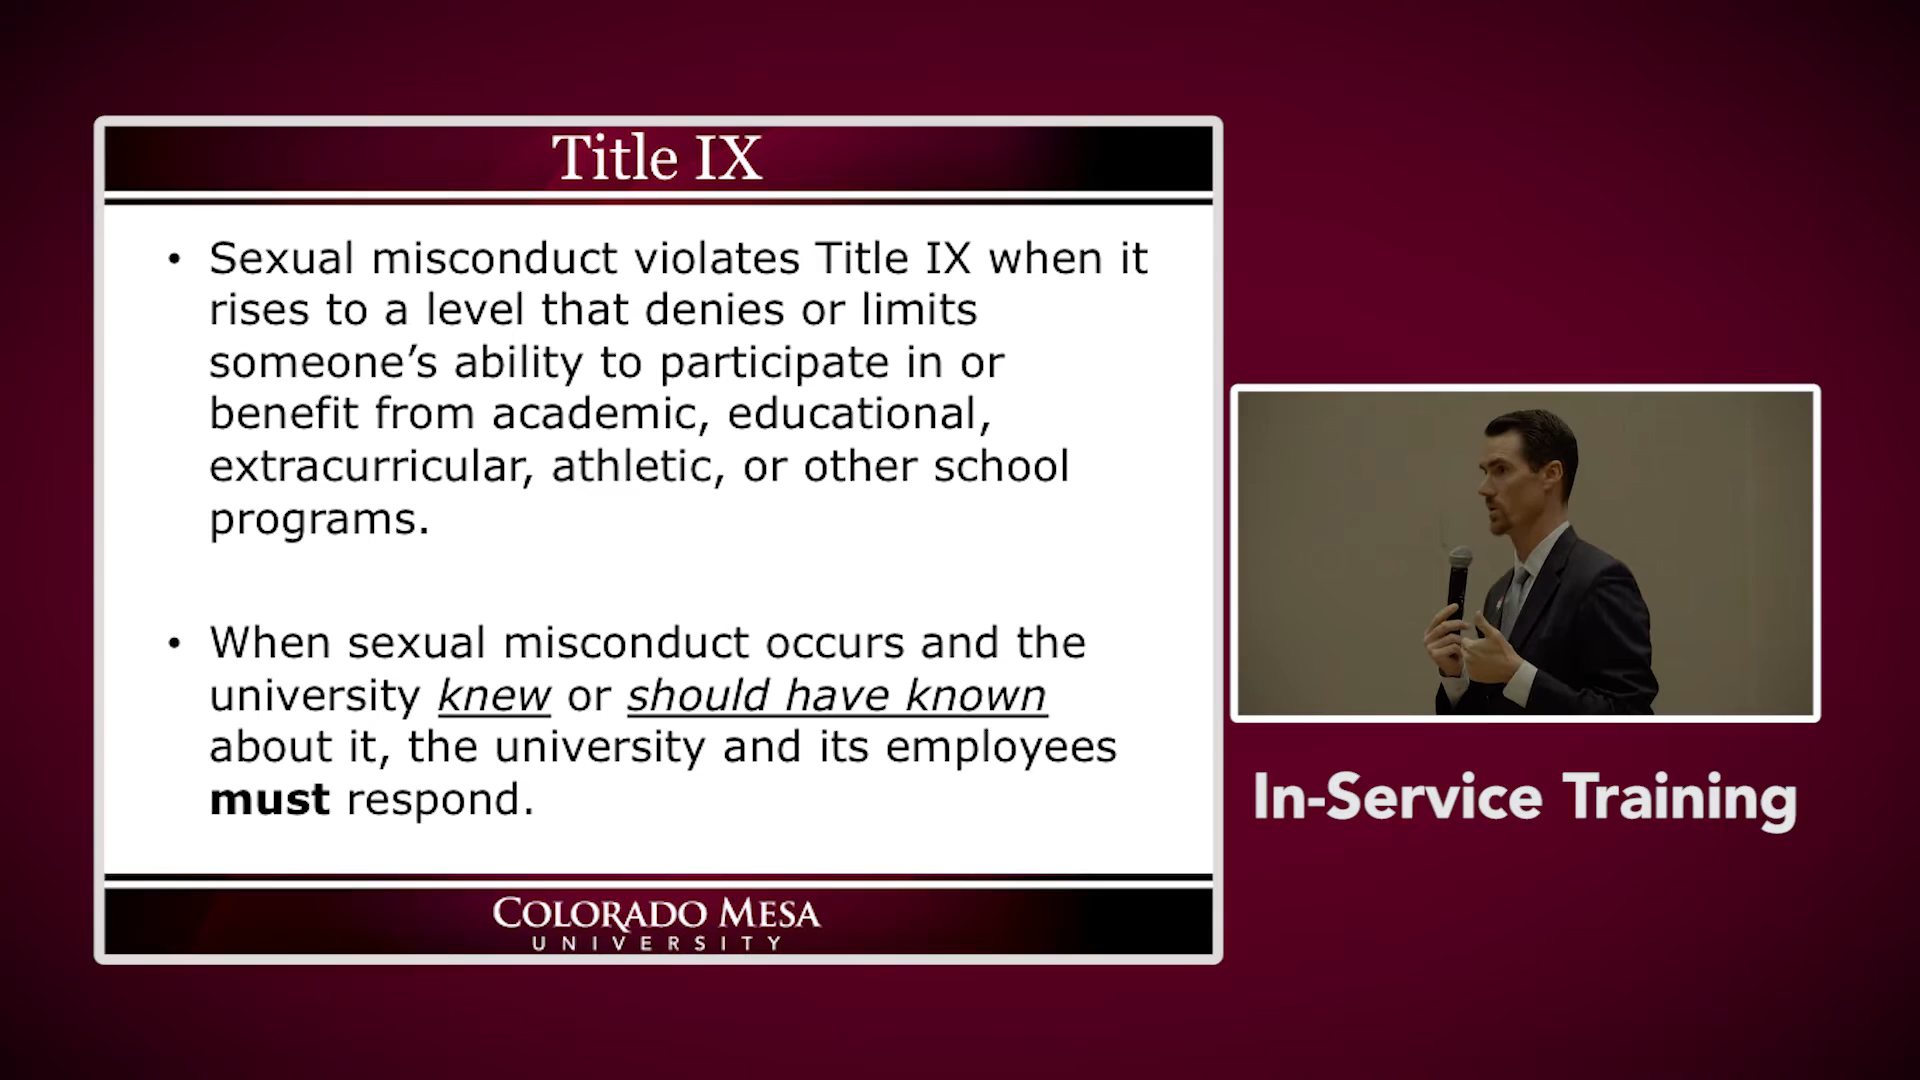 Title IX
• Sexual misconduct violates Title IX when it
rises to a level that denies or limits
someone’s ability to participate in or
benefit from academic, educational,
extracurricular, athletic, or other school
programs.
• When sexual misconduct occurs and the
university knew or should have known
about it, the university and its employees
must respond.
COLORADO MESA
UNIVERSITY
In-Service Training